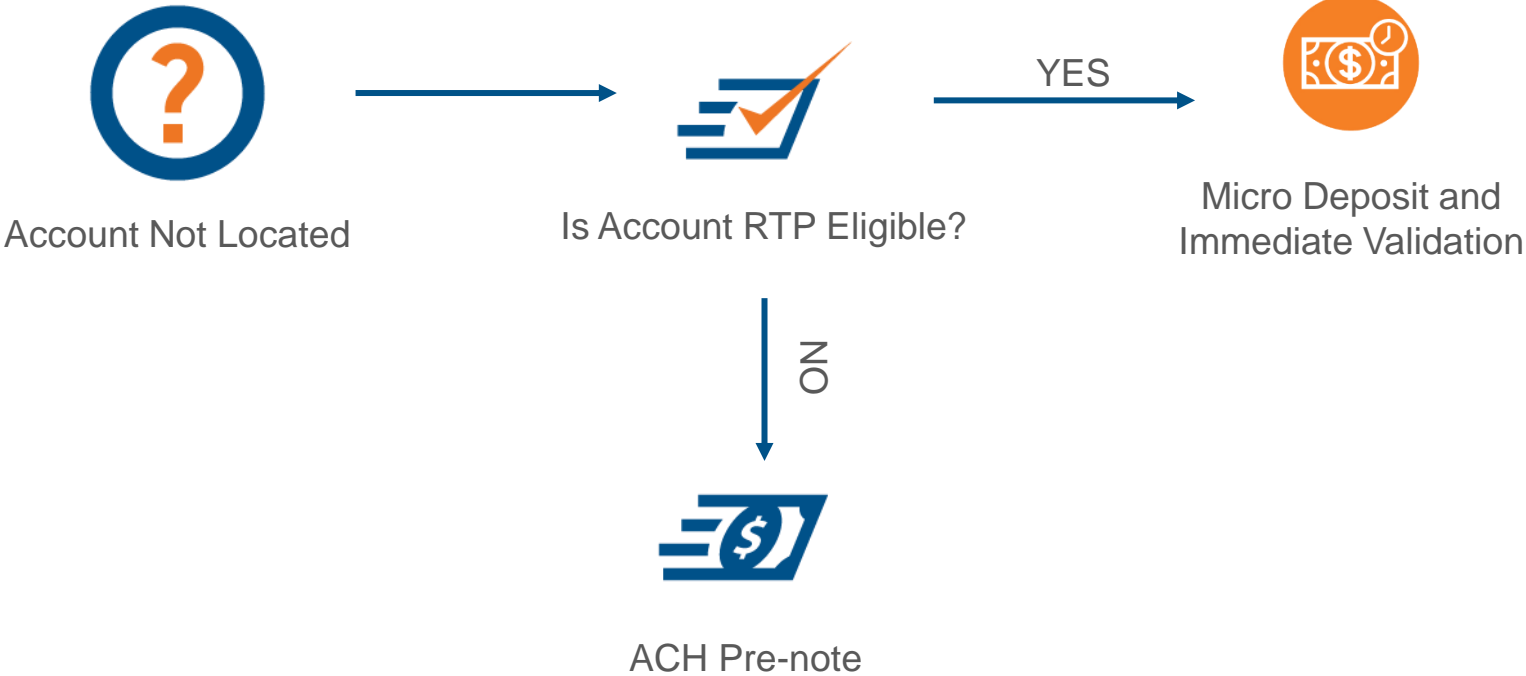 ?
YES
$
Account Not Located
Is Account RTP Eligible?
Micro Deposit and
Immediate Validation
NO
$
ACH Pre-note